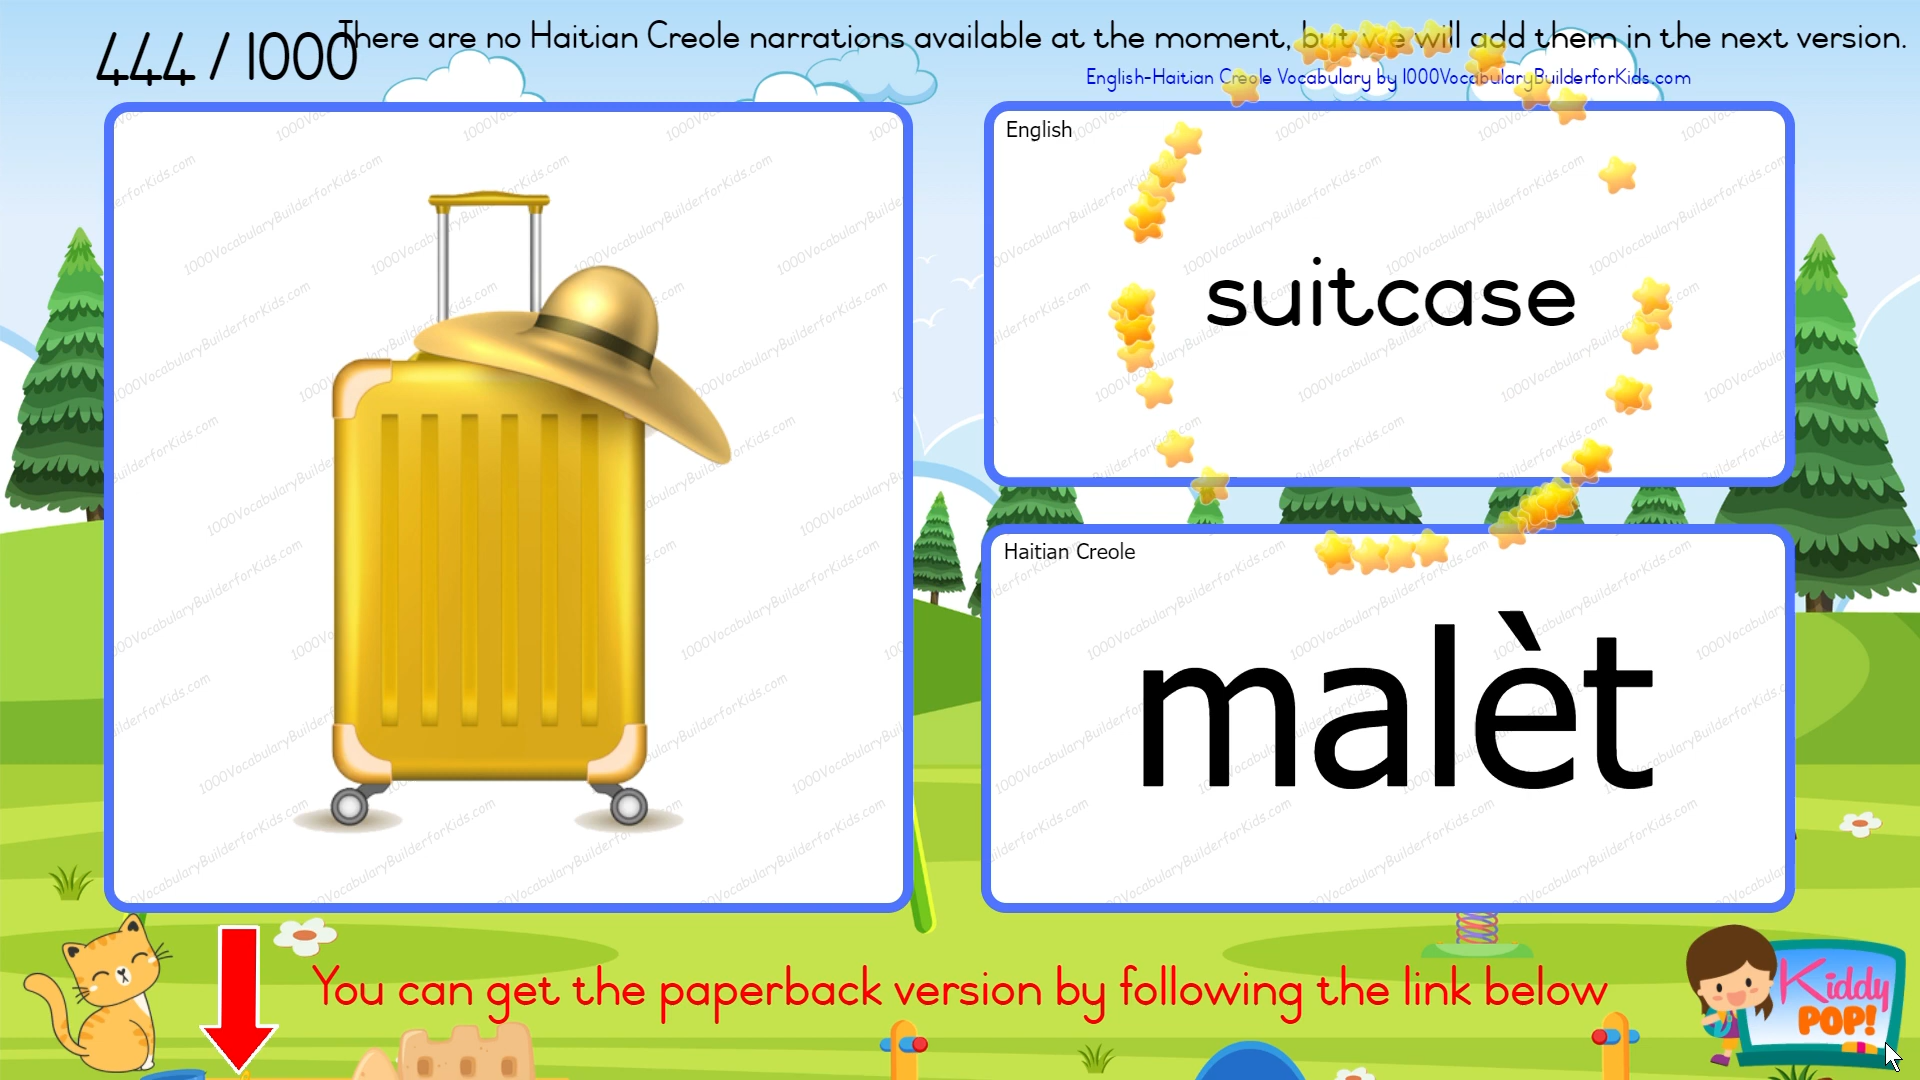 444 / 1000
There are no Haitian Creole narrations available at the moment, but we will add them in the next version.
English-Haitian Creole Vocabulary by 1000VocabularyBuilderforKids.com
English
suitcase
Haitian Creole
malèt
You can get the paperback version by following the link below
Kiddy
POP!
1000VocabularyBuilderforKids.com